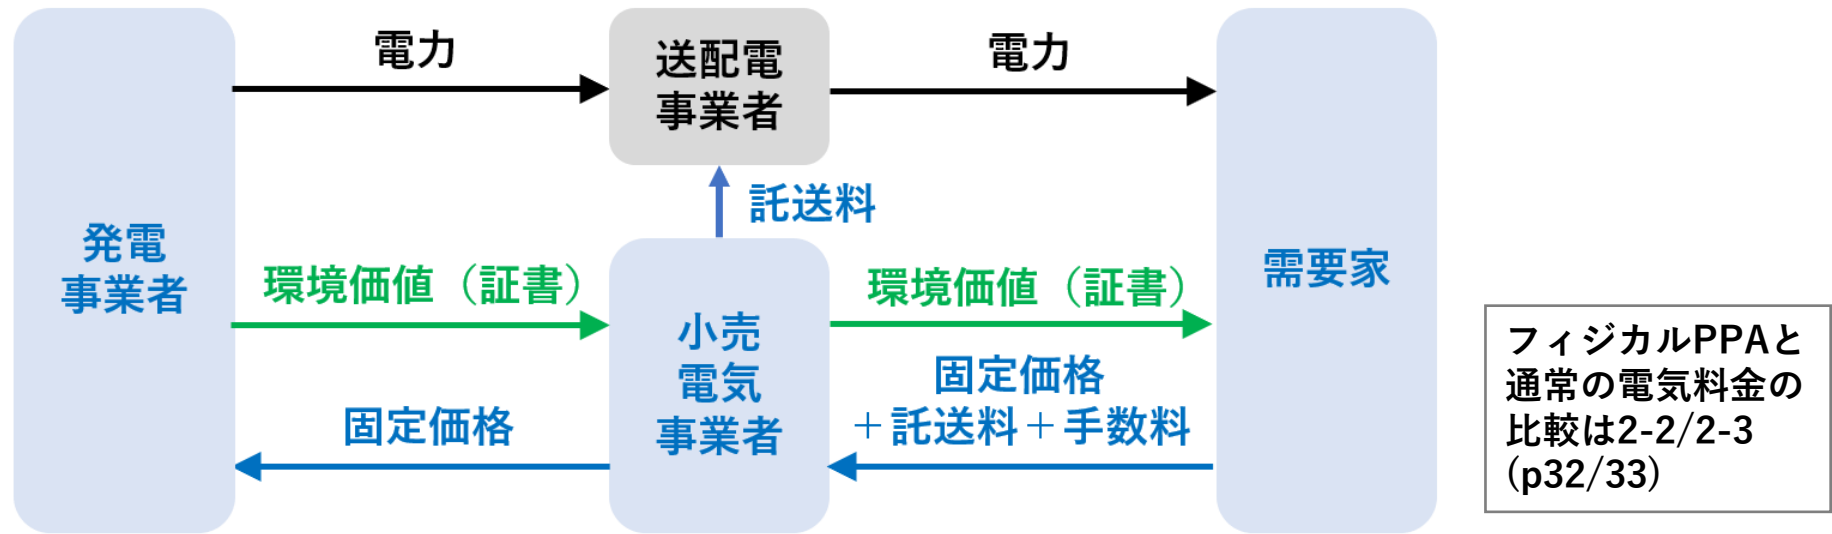 電力
送配電
事業者
電力
託送料
発電
事業者
環境価値（証書）
小売
電気
事業者
環境価値（証書）
需要家
固定価格
固定価格
＋託送料＋手数料
フィジカルPPAと
通常の電気料金の
比較は2-2/2-3
(p32/33)